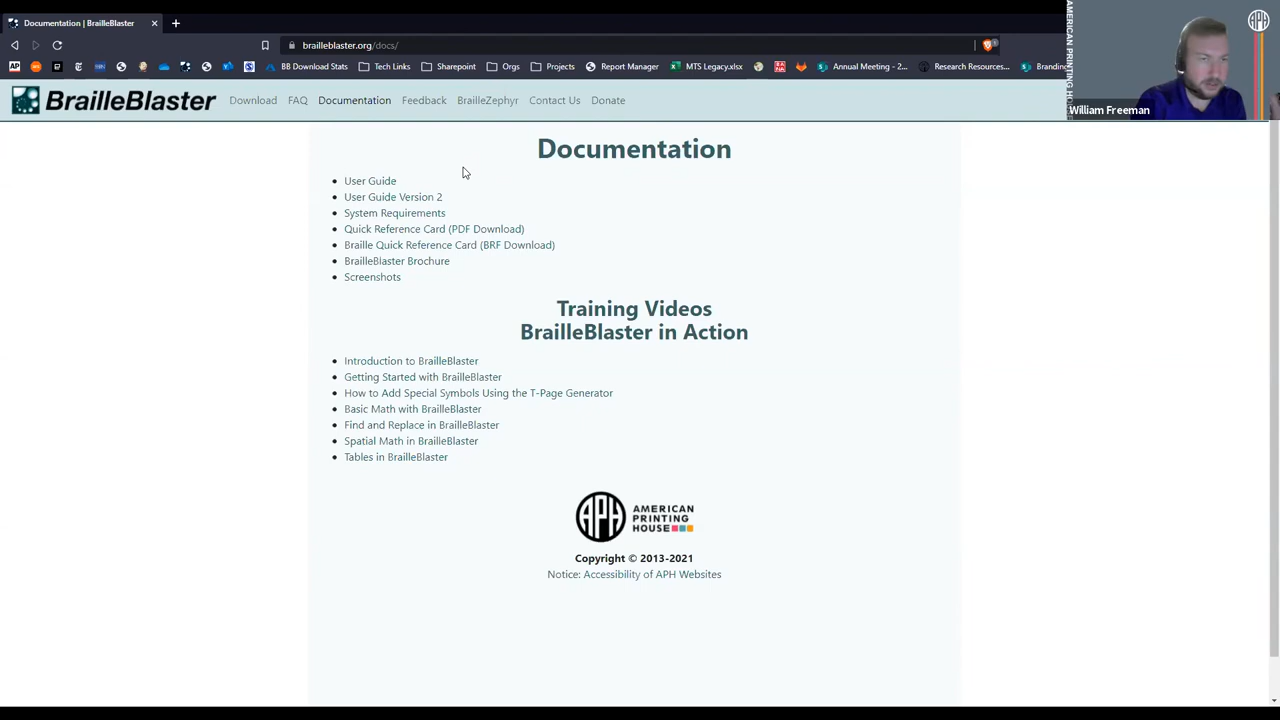 Documentation | BrailleBlaster
brailleblaster.org/docs/
BB Download Stats
Tech Links
Sharepoint
Orgs
Projects
Report Manager
MTS Legacy.xlsx
Annual Meeting - 2...
Research Resources...
AMERICAN PRINTING
William Freeman
BrailleBlaster
Download
FAQ
Documentation
Feedback
BrailleZephyr
Contact Us
Donate
Documentation
User Guide
User Guide Version 2
System Requirements
Quick Reference Card (PDF Download)
Braille Quick Reference Card (BRF Download)
BrailleBlaster Brochure
Screenshots
Training Videos
BrailleBlaster in Action
Introduction to BrailleBlaster
Getting Started with BrailleBlaster
How to Add Special Symbols Using the T-Page Generator
Basic Math with BrailleBlaster
Find and Replace in BrailleBlaster
Spatial Math in BrailleBlaster
Tables in BrailleBlaster
APH
AMERICAN
PRINTING
HOUSE
Copyright © 2013-2021
Notice: Accessibility of APH Websites